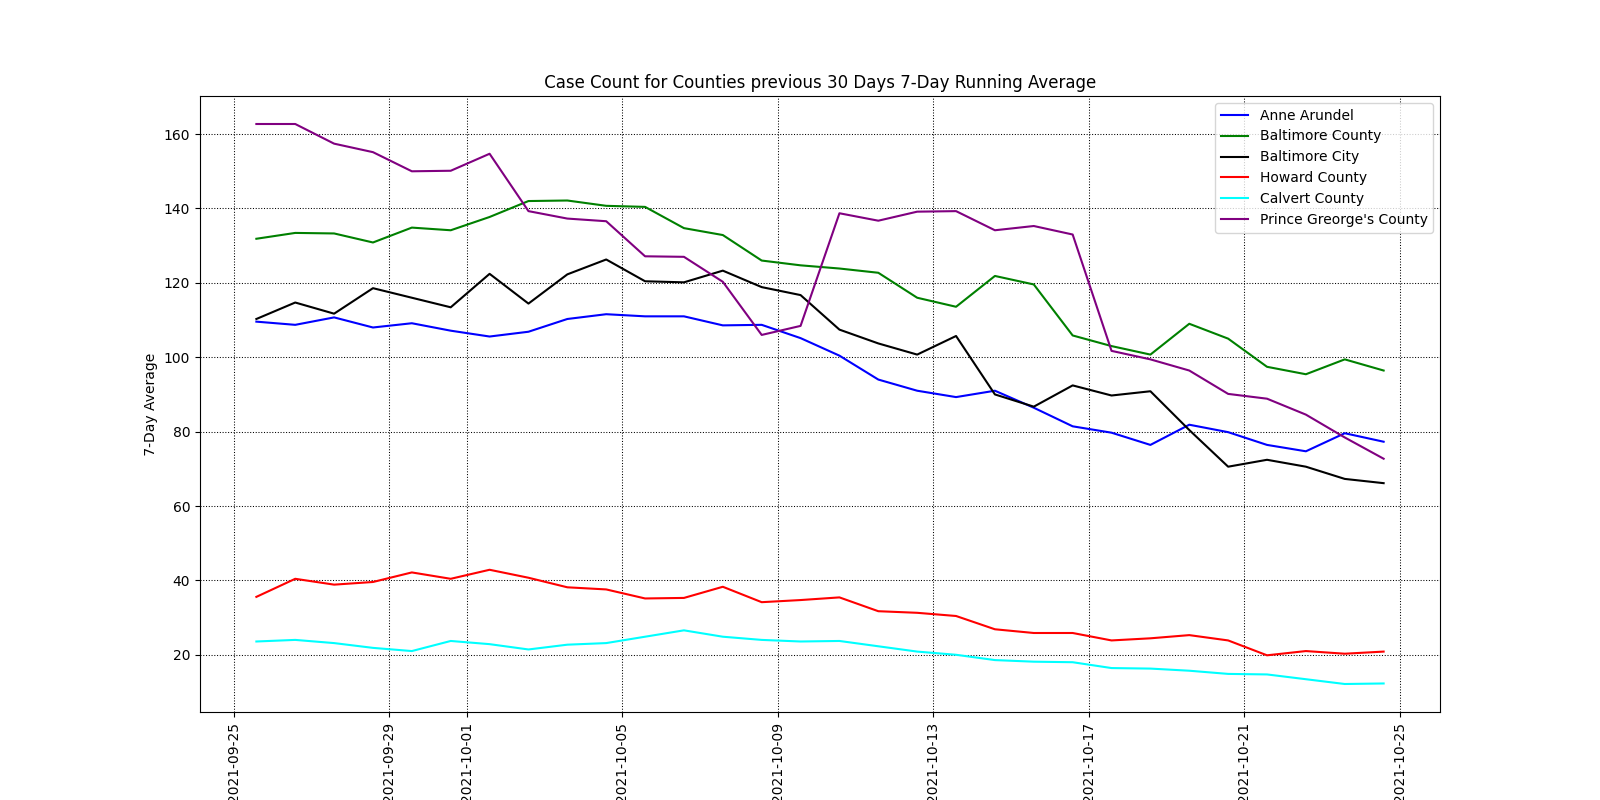 Case Count for Counties previous 30 Days 7-Day Running Average
Anne Arundel
Baltimore County
Baltimore City
Howard County
Calvert County
Prince Greorge's County
7-Day Average
160
140
120
100
80
60
40
20
2021-09-25
2021-09-29
2021-10-01
2021-10-05
2021-10-09
2021-10-13
2021-10-17
2021-10-21
2021-10-25